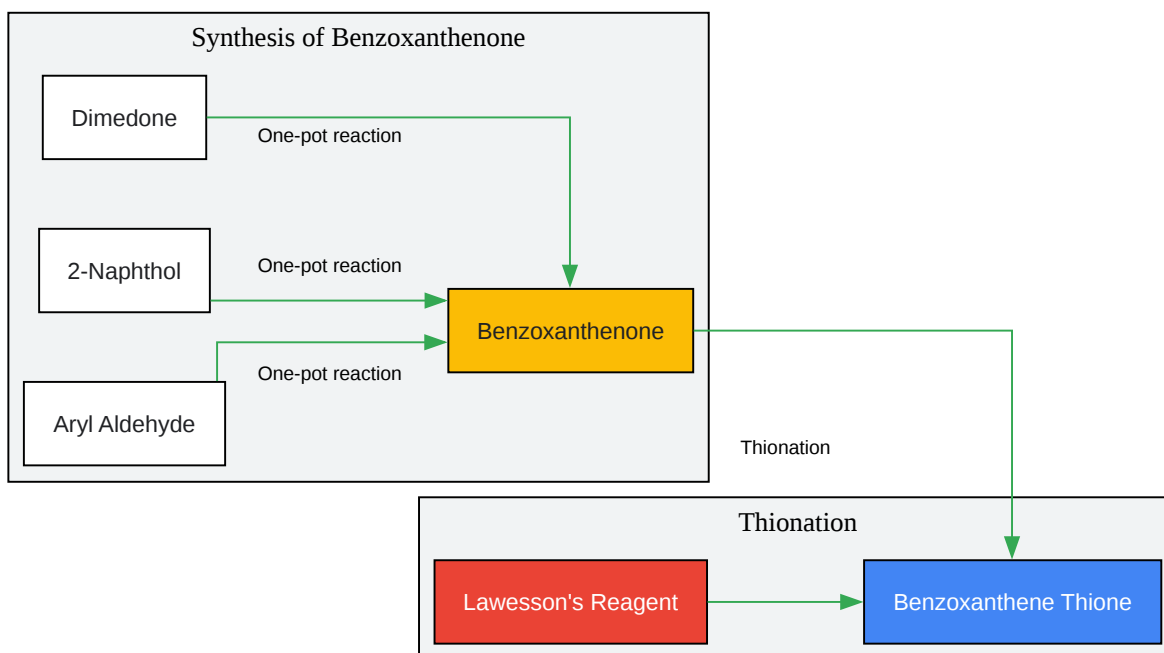 Synthesis of Benzoxanthenone
Dimedone
One-pot reaction
2-Naphthol
One-pot reaction
Benzoxanthenone
One-pot reaction
Aryl Aldehyde
Thionation
Thionation
Lawesson's Reagent
Benzoxanthene Thione